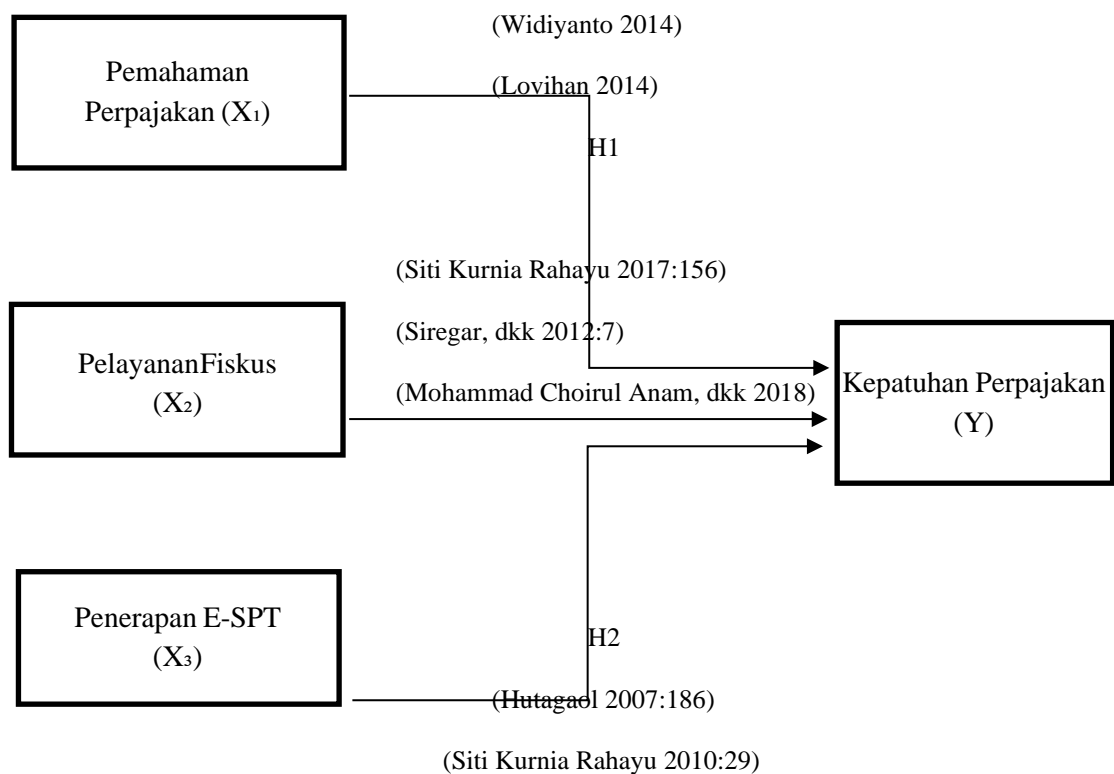 (Widiyanto 2014)
Pemahaman
Perpajakan (X₁)
(Lovihan 2014)
H1
(Siti Kurnia Rahayu 2017:156)
(Siregar, dkk 2012:7)
PelayananFiskus
(X₂)
(Mohammad Choirul Anam, dkk 2018)
Kepatuhan Perpajakan
(Y)
Penerapan E-SPT
(X₃)
H2
(Hutagaol 2007:186)
(Siti Kurnia Rahayu 2010:29)